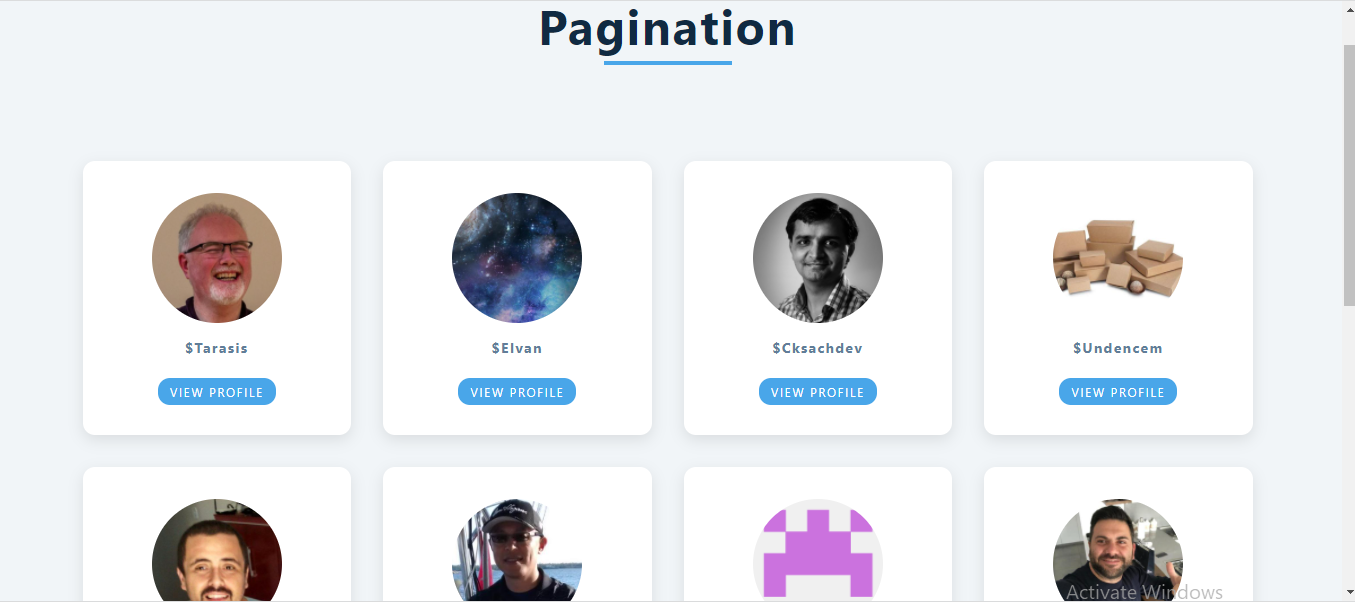 Pagination
$Tarasis
$Elvan
$Cksachdev
$Undencem
VIEW PROFILE
VIEW PROFILE
VIEW PROFILE
VIEW PROFILE
Activate Windows